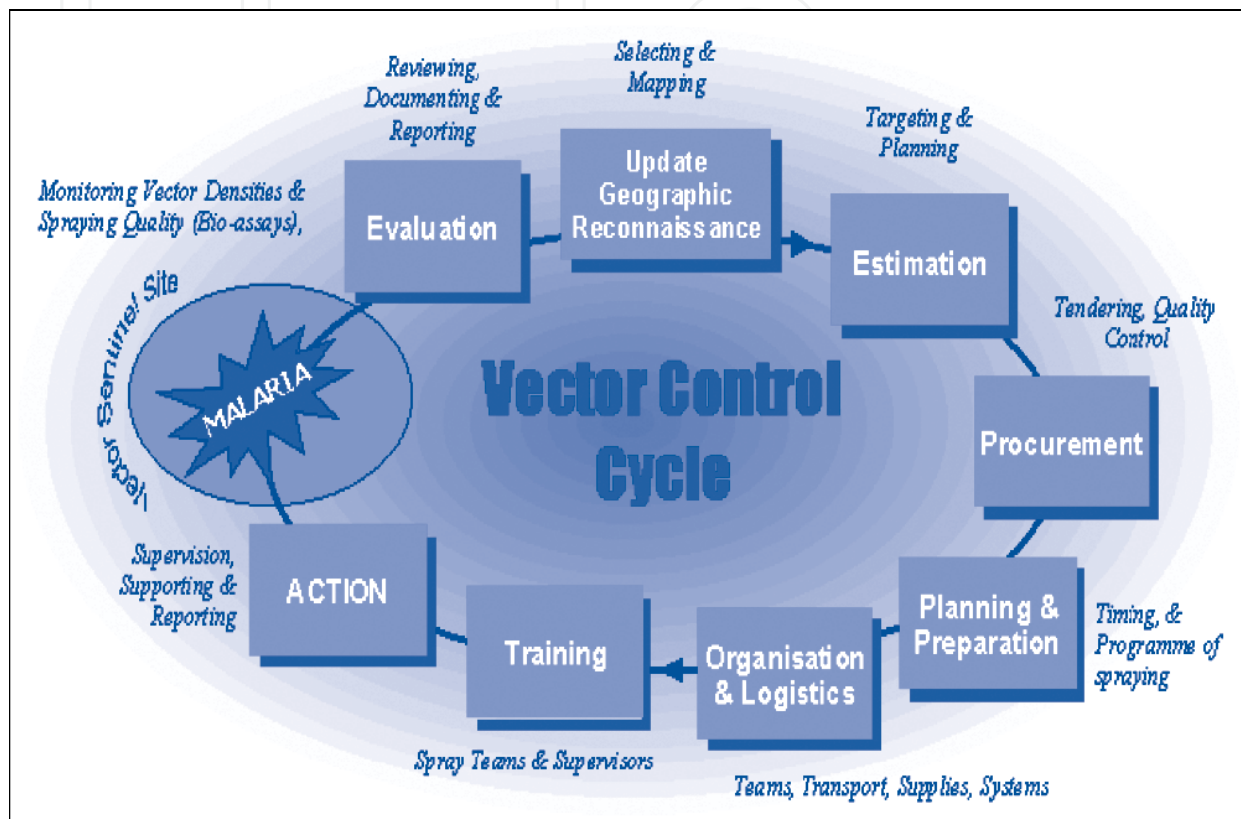 Reviewing,
Documenting &
Reporting
Selecting &
Mapping
Targeting &
Planning
Monitoring Vector Densities &
Spraying Quality (Bio-assays),
Evaluation
Update
Geographic
Reconnaissance
Estimation
Tendering, Quality
Control
Vector Sentinel Site
MALARIA
Vector Control
Cycle
Procurement
Supervision,
Supporting &
Reporting
ACTION
Training
Organisation
& Logistics
Planning &
Preparation
Timing, &
Programme of
spraying
Spray Teams & Supervisors
Teams, Transport, Supplies, Systems